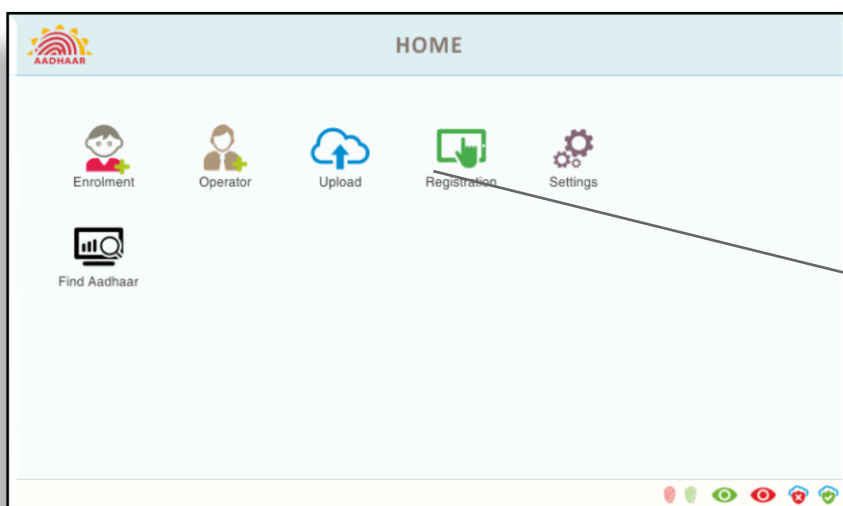 AADHAAR
HOME
Enrolment
Operator
Upload
Registration
Settings
Find Aadhaar